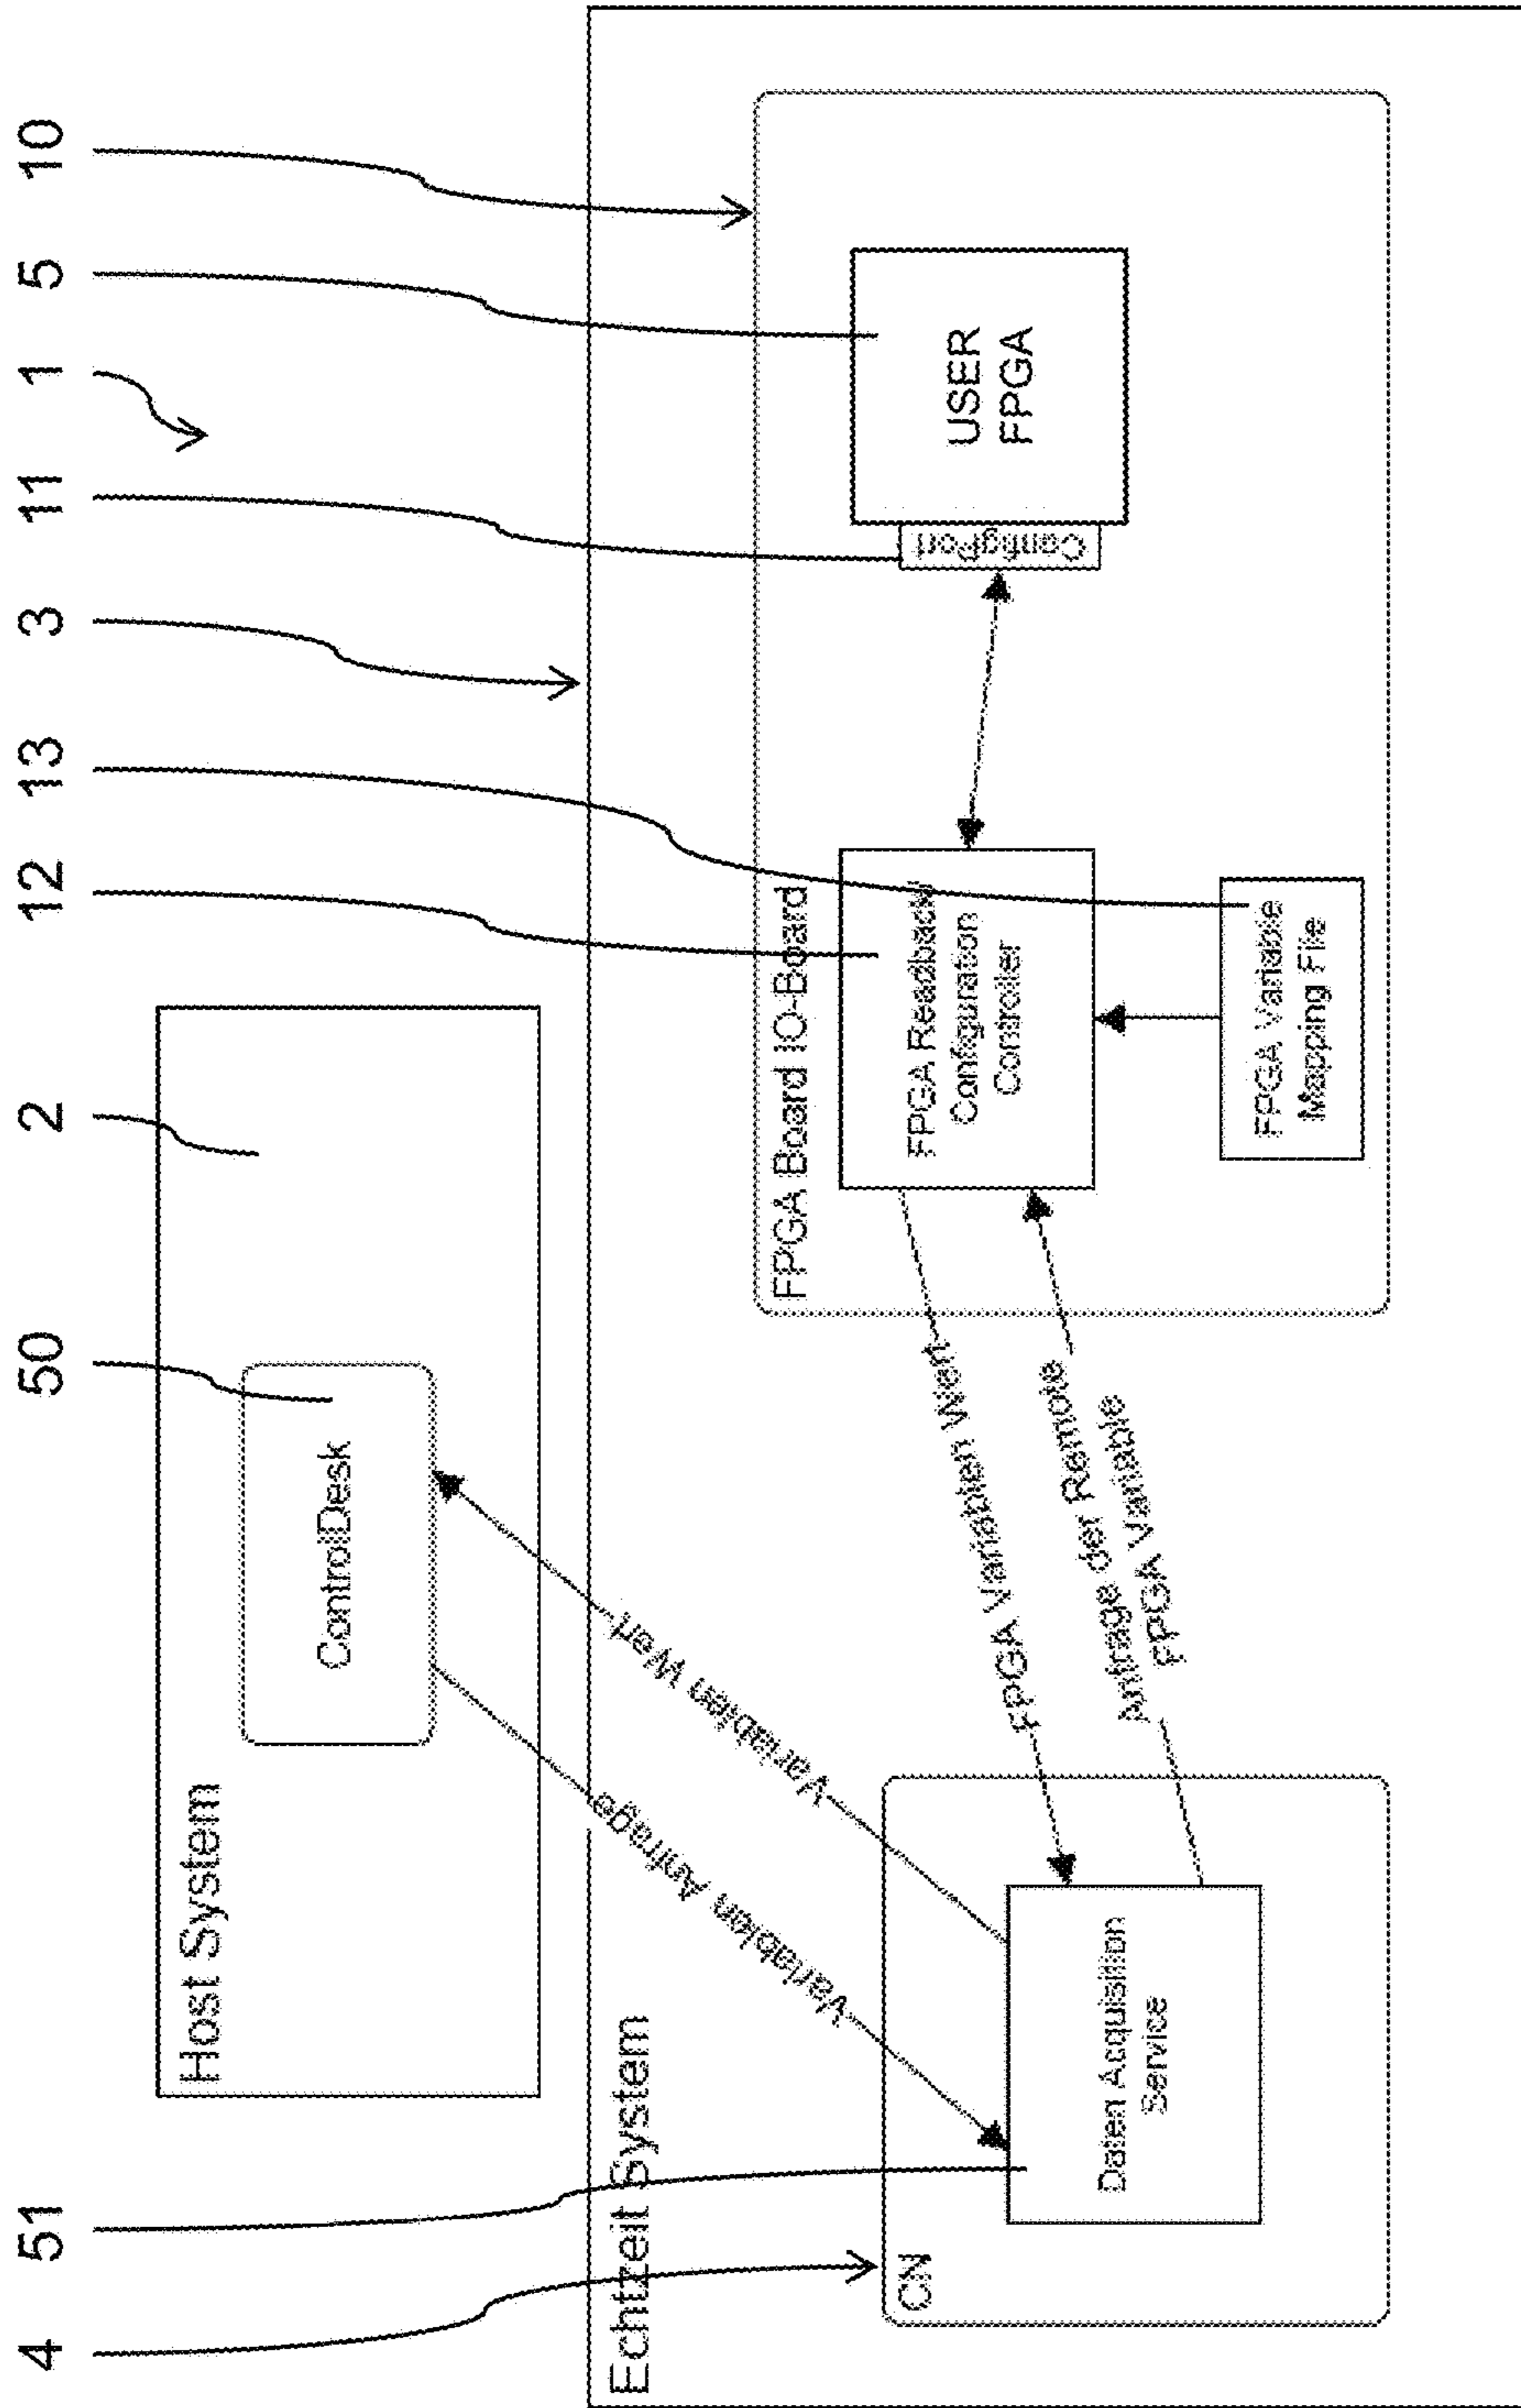 4
51
50
2
12
13
3
11
1
5
10
Host System
ControlDesk
Echtzeit System
Variablen Anfrage
Variablen Wert
CN
Daten Acquisition
Service
FPGA Variablen Wert
Anfrage der Remote
FPGA Variable
FPGA Board IO-Board
FPGA Readback/
Configuration
Controller
FPGA Variable
Mapping File
ConfigPort
USER
FPGA